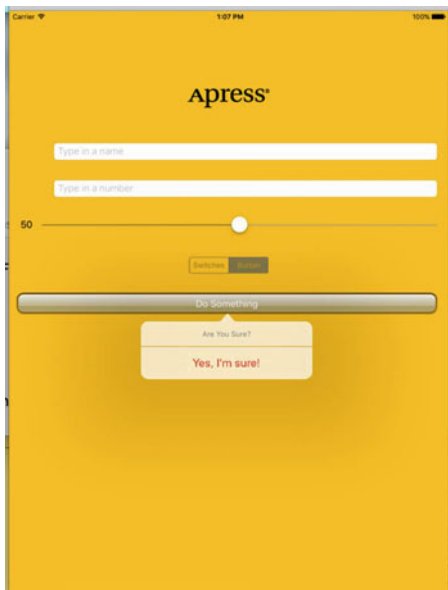 Carrier 1:07 PM 100%
Apress®
Type in a name
Type in a number
50
Switches Button
Do Something
Are You Sure?
Yes, I'm sure!